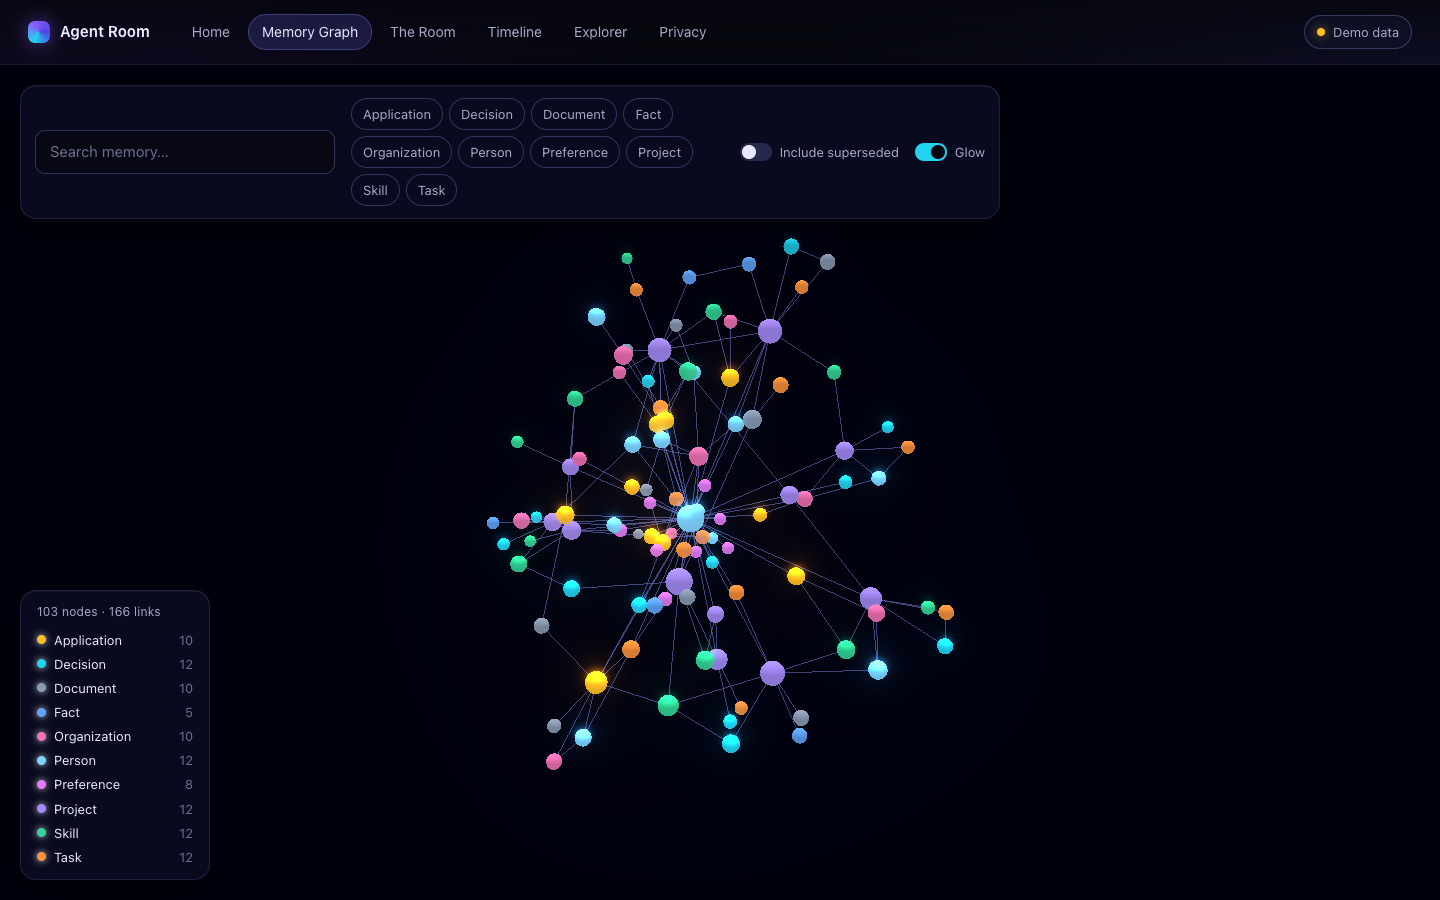 Agent Room
Home
Memory Graph
The Room
Timeline
Explorer
Privacy
Demo data
Search memory...
Application
Decision
Document
Fact
Organization
Person
Preference
Project
Skill
Task
Include superseded
Glow
103 nodes · 166 links
Application 10
Decision 12
Document 10
Fact 5
Organization 10
Person 12
Preference 8
Project 12
Skill 12
Task 12